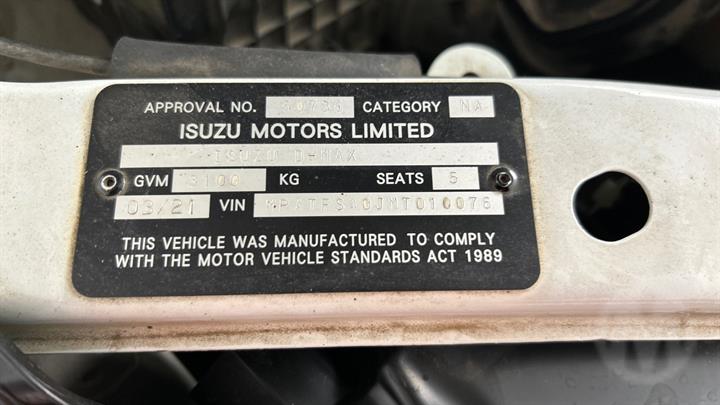 APPROVAL NO. CATEGORY NA
ISUZU MOTORS LIMITED
ISUZU D-MAX
GVM 3100 KG SEATS 5
03/21 VIN
THIS VEHICLE WAS MANUFACTURED TO COMPLY
WITH THE MOTOR VEHICLE STANDARDS ACT 1989